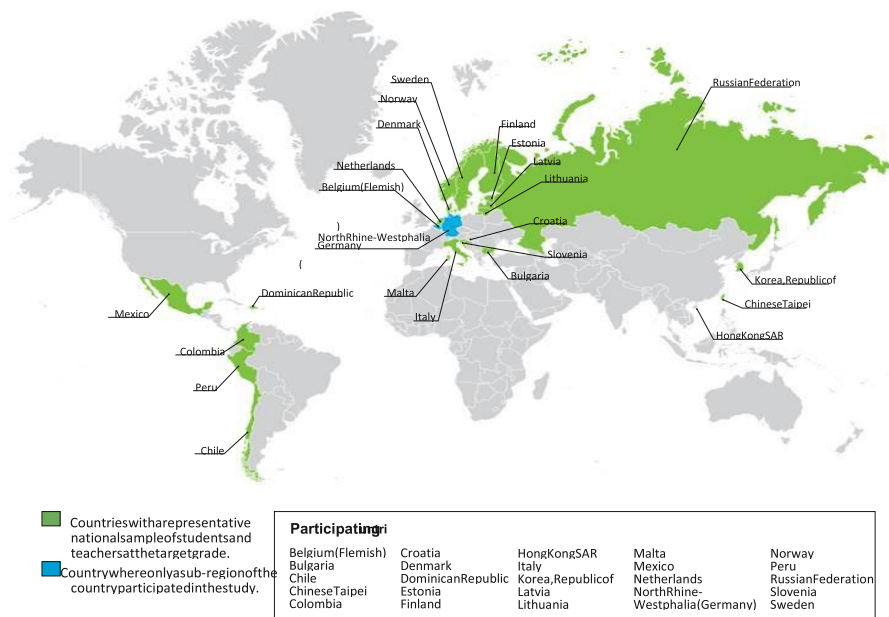 Sweden
RussianFederation
Norway
Denmark
Finland
Estonia
Latvia
Netherlands
Lithuania
Belgium(Flemish)
)
Croatia
NorthRhine-Westphalia
Germany
Slovenia
(
Bulgaria
Korea,Republicof
Malta
DominicanRepublic
ChineseTaipei
Mexico
Italy
HongKongSAR
Colombia
Peru
Chile
Countrieswitharepresentative
nationalsampleofstudentsand
teachersatthetargetgrade.
Countrywhereonlyasub-regionofthe
countryparticipatedinthestudy.
Participating
Belgium(Flemish)
Bulgaria
Chile
ChineseTaipei
Colombia
Croatia
Denmark
DominicanRepublic
Estonia
Finland
HongKongSAR
Italy
Korea,Republicof
Latvia
Lithuania
Malta
Mexico
Netherlands
NorthRhine-
Westphalia(Germany)
Norway
Peru
RussianFederation
Slovenia
Sweden